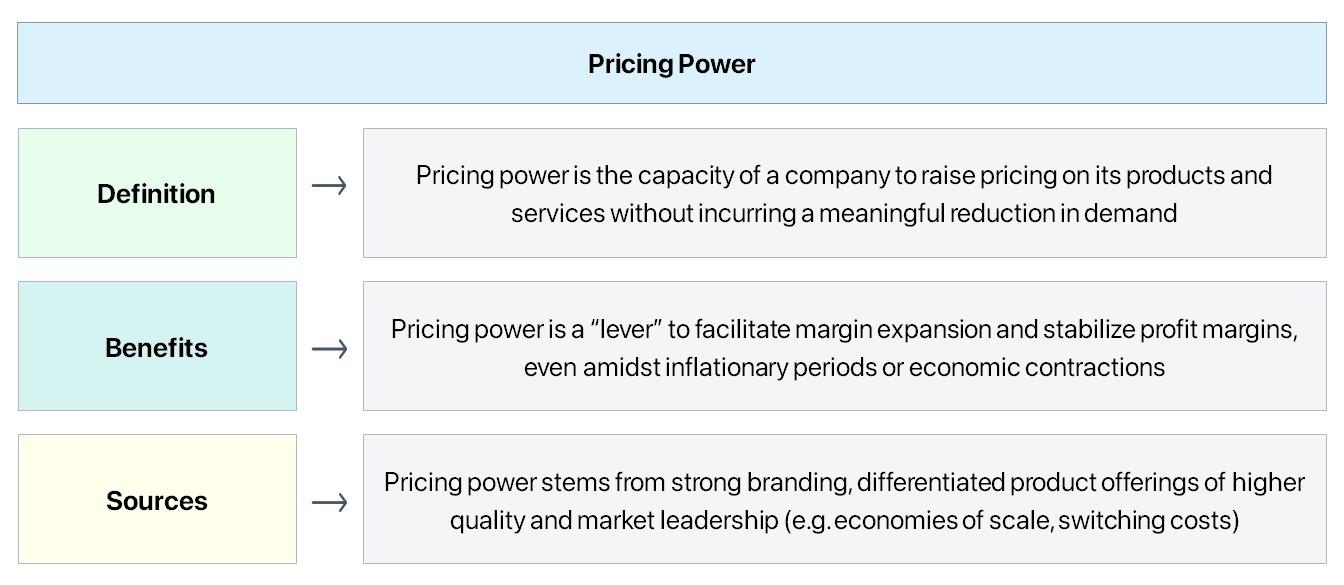 Pricing Power
Definition
Pricing power is the capacity of a company to raise pricing on its products and
services without incurring a meaningful reduction in demand
Benefits
Pricing power is a “lever” to facilitate margin expansion and stabilize profit margins,
even amidst inflationary periods or economic contractions
Sources
Pricing power stems from strong branding, differentiated product offerings of higher
quality and market leadership (e.g. economies of scale, switching costs)